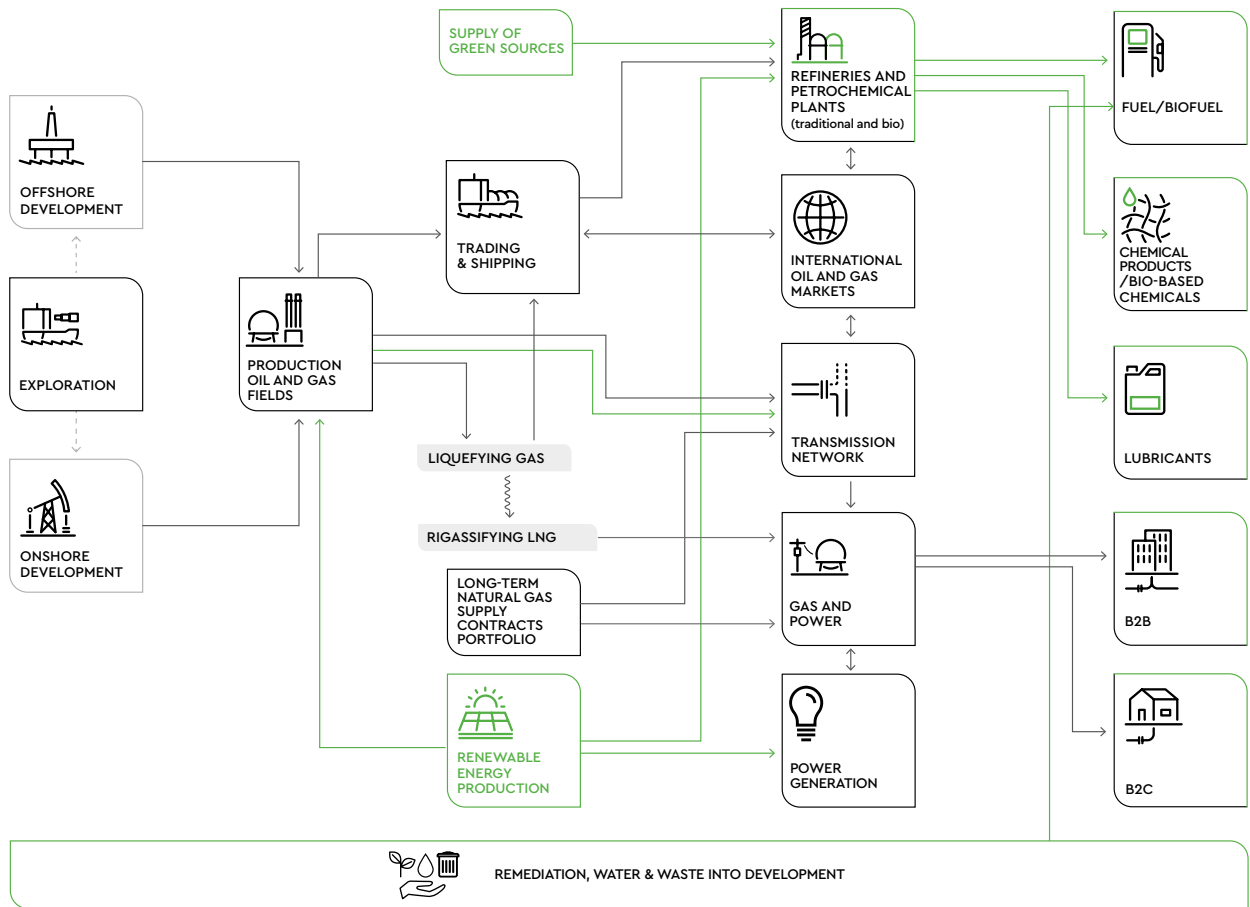 SUPPLY OF
GREEN SOURCES
REFINERIES AND
PETROCHEMICAL
PLANTS
(traditional and bio)
FUEL/BIOFUEL
OFFSHORE
DEVELOPMENT
TRADING
& SHIPPING
INTERNATIONAL
OIL AND GAS
MARKETS
CHEMICAL
PRODUCTS
/BIO-BASED
CHEMICALS
EXPLORATION
PRODUCTION
OIL AND GAS
FIELDS
TRANSMISSION
NETWORK
LUBRICANTS
LIQUEFYING GAS
RIGASSIFYING LNG
ONSHORE
DEVELOPMENT
LONG-TERM
NATURAL GAS
SUPPLY
CONTRACTS
PORTFOLIO
GAS AND
POWER
B2B
RENEWABLE
ENERGY
PRODUCTION
POWER
GENERATION
B2C
REMEDIATION, WATER & WASTE INTO DEVELOPMENT